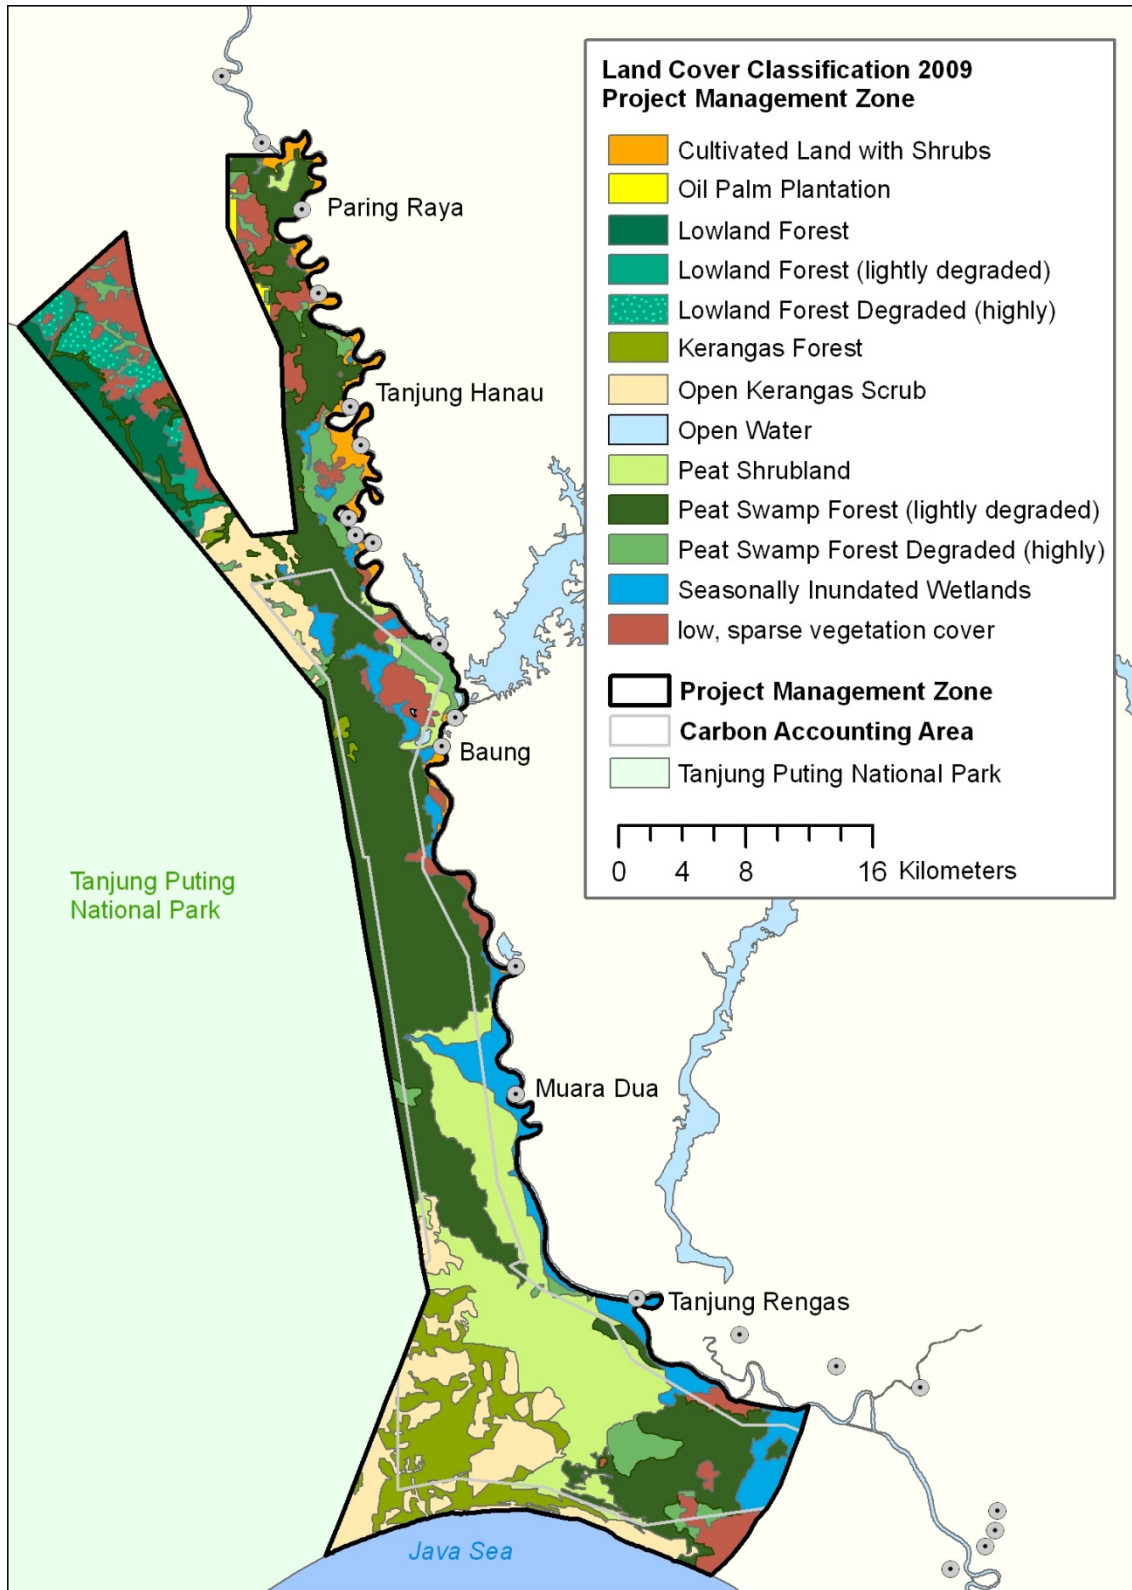 Land Cover Classification 2009
Project Management Zone
Cultivated Land with Shrubs
Oil Palm Plantation
Lowland Forest
Lowland Forest (lightly degraded)
Lowland Forest Degraded (highly)
Kerangas Forest
Open Kerangas Scrub
Open Water
Peat Shrubland
Peat Swamp Forest (lightly degraded)
Peat Swamp Forest Degraded (highly)
Seasonally Inundated Wetlands
low, sparse vegetation cover
Project Management Zone
Carbon Accounting Area
Tanjung Puting National Park
0 4 8 16 Kilometers
Paring Raya
Tanjung Hanau
Baung
Tanjung Puting
National Park
Muara Dua
Tanjung Rengas
Java Sea